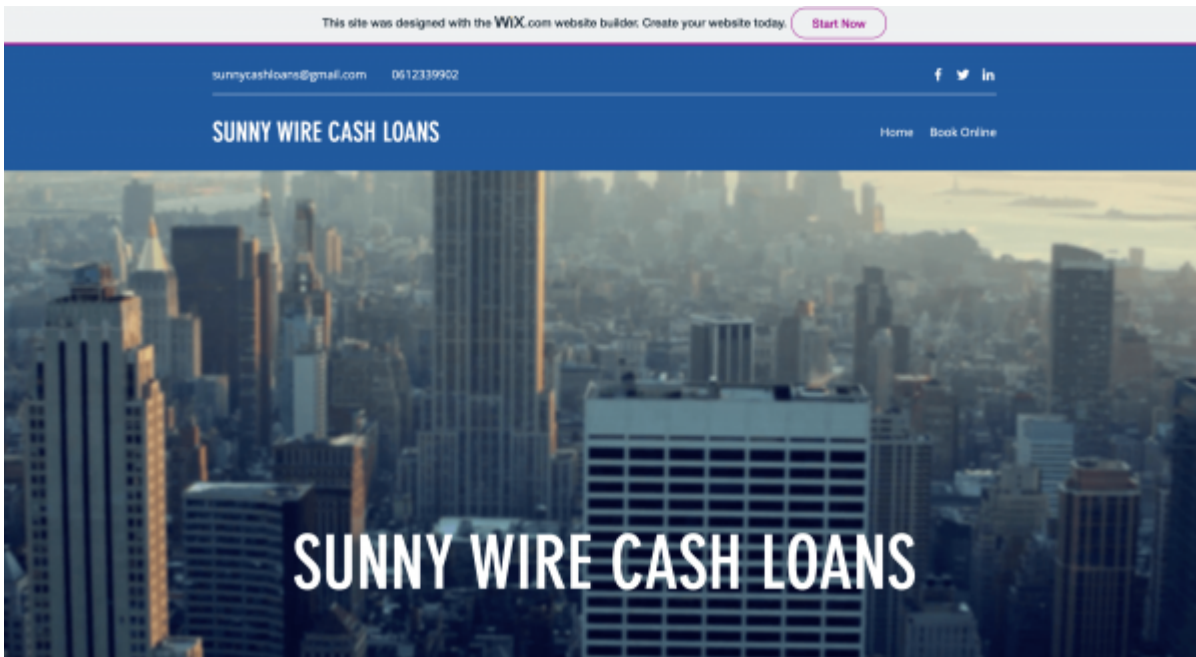 This site was designed with the WiX.com website builder. Create your website today. Start Now
sunnycashloans@gmail.com 0612339902
SUNNY WIRE CASH LOANS Home Book Online
SUNNY WIRE CASH LOANS